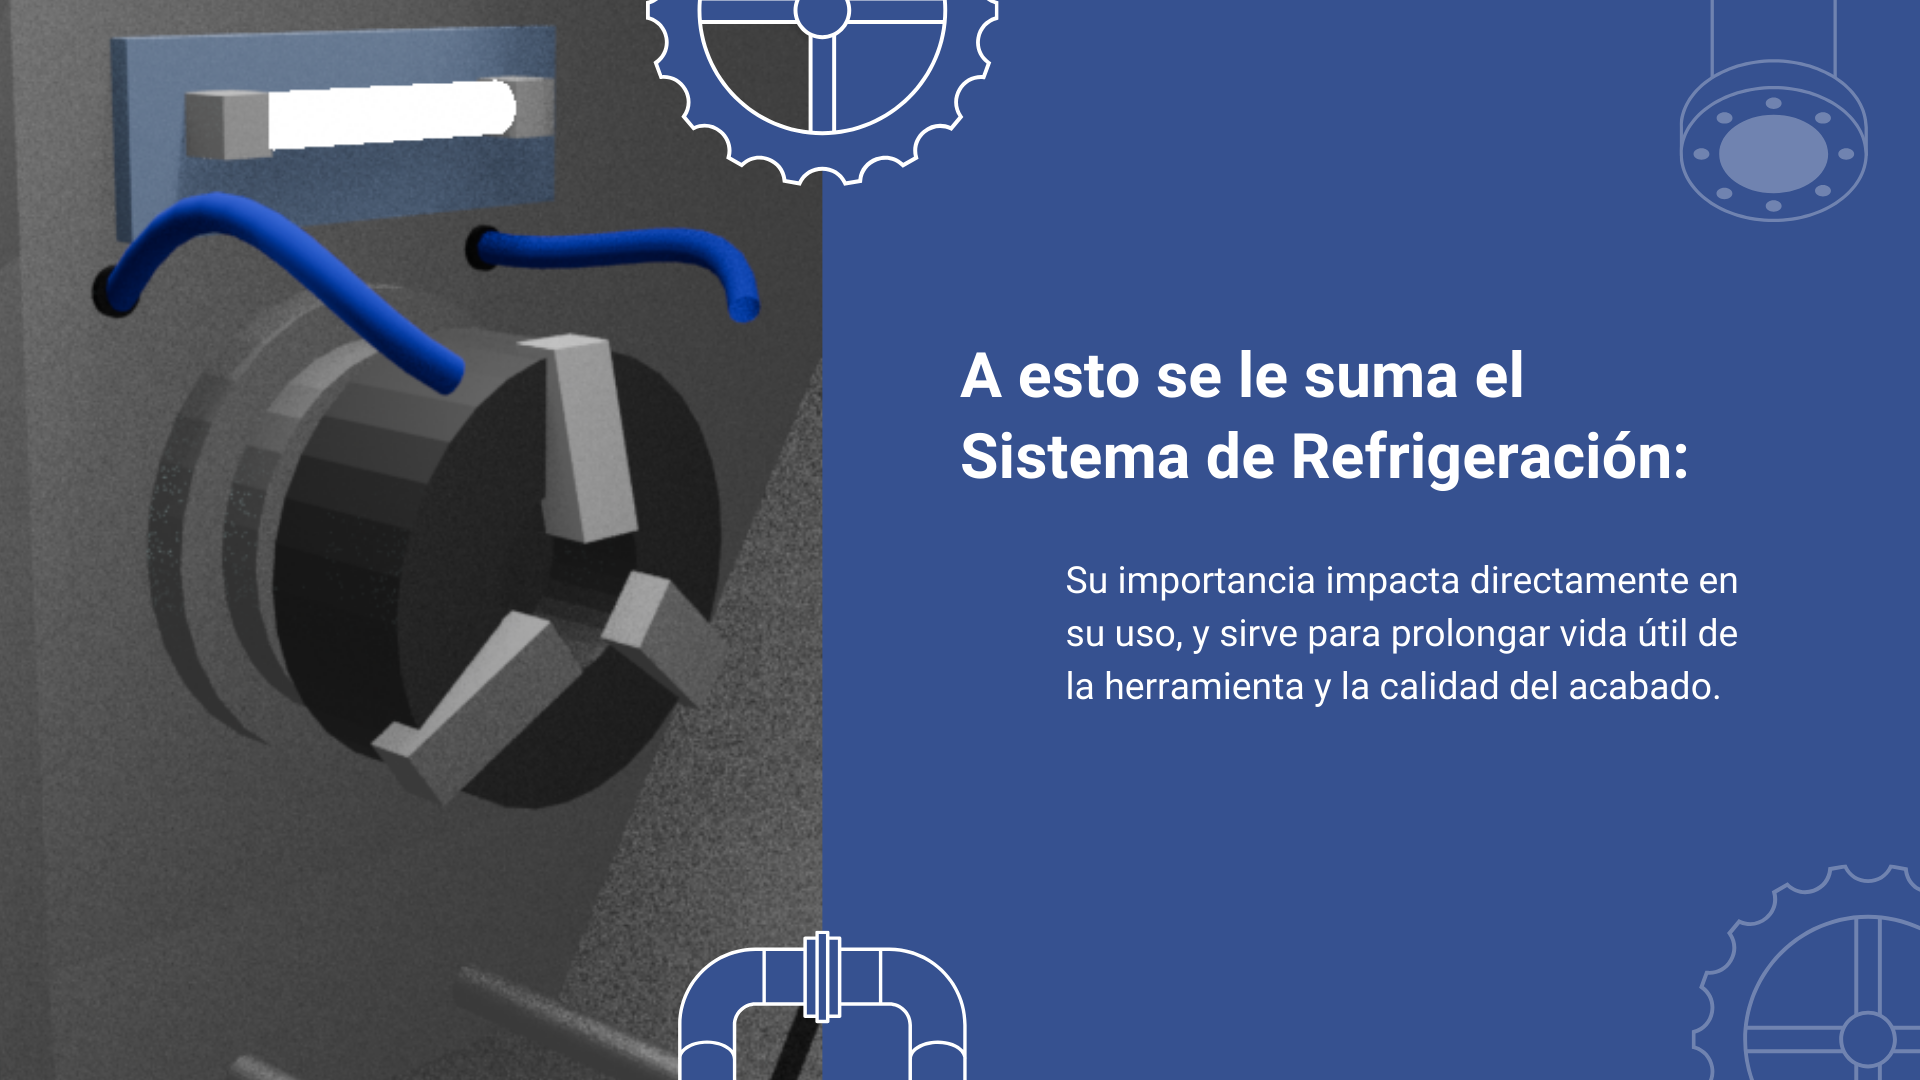 A esto se le suma el
Sistema de Refrigeración:
Su importancia impacta directamente en
su uso, y sirve para prolongar vida útil de
la herramienta y la calidad del acabado.